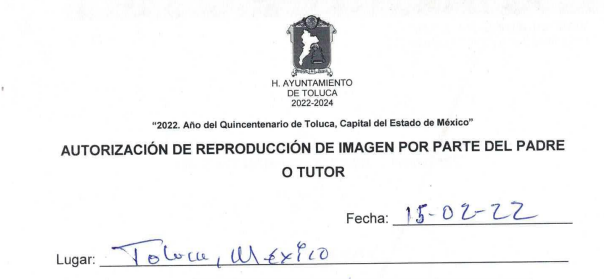 H. AYUNTAMIENTO
DE TOLUCA
2022-2024
"2022. Año del Quincentenario de Toluca, Capital del Estado de México"
AUTORIZACIÓN DE REPRODUCCIÓN DE IMAGEN POR PARTE DEL PADRE
O TUTOR
Fecha: 15-02-22
Lugar: Toluca, México